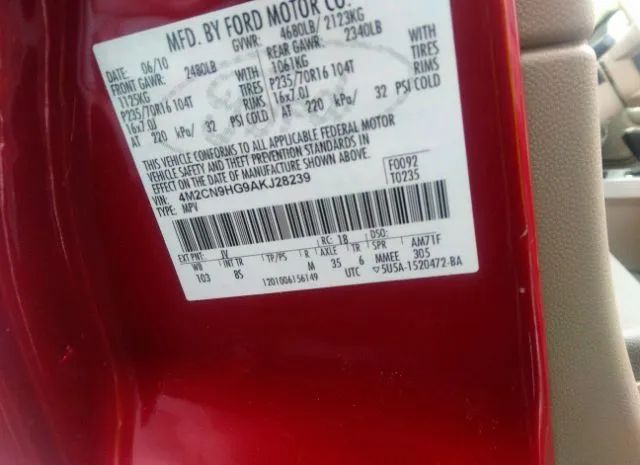 MFD. BY FORD MOTOR CO.
DATE: 06/10 GVWR: 4680LB/ 2123KG
FRONT GAWR: 2480LB REAR GAWR: 2340LB
1125KG WITH 1061KG WITH
P235/70R16 104T TIRES P235/70R16 104T TIRES
16x7.0J RIMS 16x7.0J RIMS
AT 220 kPa/ 32 PSI COLD AT 220 kPa/ 32 PSI COLD
THIS VEHICLE CONFORMS TO ALL APPLICABLE FEDERAL MOTOR
VEHICLE SAFETY AND THEFT PREVENTION STANDARDS IN EFFECT
ON THE DATE OF MANUFACTURE SHOWN ABOVE.
VIN: 4M2CN9HG9AKJ28239 F0092
TYPE: MPV T0235
EXT PNT: JV RC: 1B AM71F
WB INT TR TP/PS R AXLE TR SPR MMEE
103 BS M 35 6 305
1201006156149 UTC 5U5A-1520472-BA